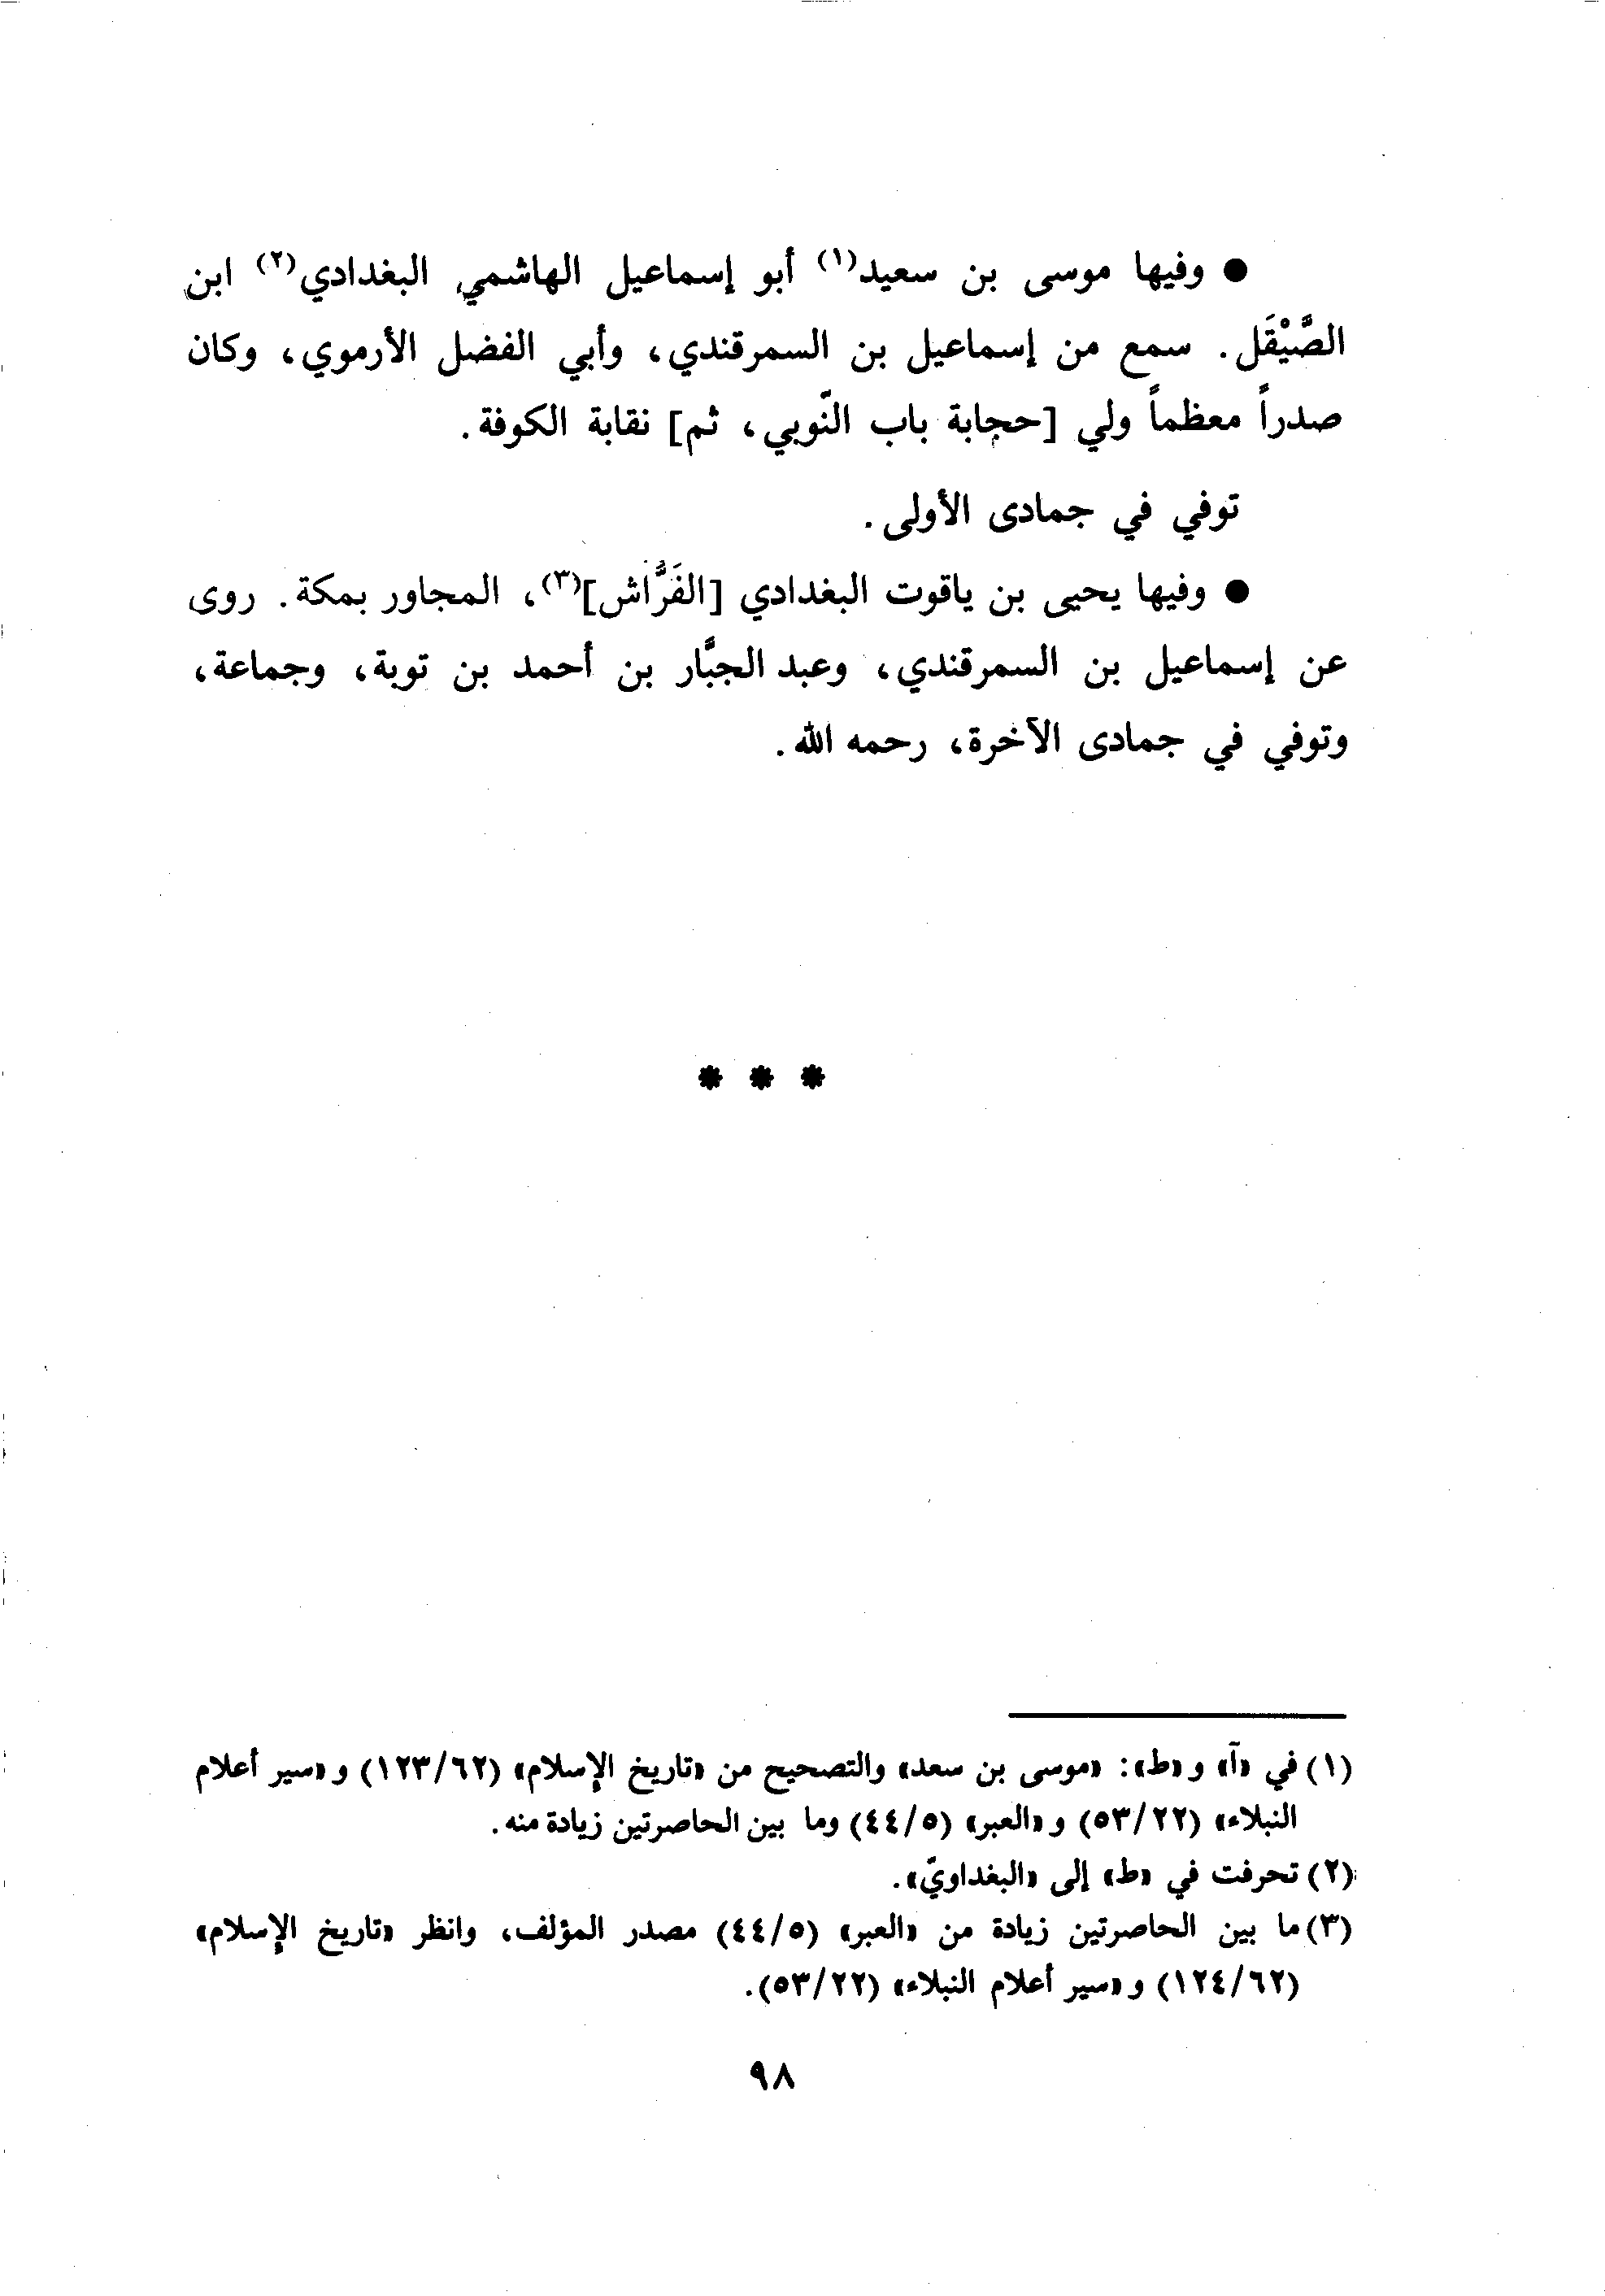 ● وفيها موسى بن سعيد(١) أبو إسماعيل الهاشمي البغدادي(٢) ابن
الصَّيْقَل. سمع من إسماعيل بن السمرقندي، وأبي الفضل الأرموي، وكان
صدراً معظماً ولي [حجابة باب النّوبي، ثم] نقابة الكوفة.
توفي في جمادى الأولى.
● وفيها يحيى بن ياقوت البغدادي [الفَرَّاش](٣)، المجاور بمكة. روى
عن إسماعيل بن السمرقندي، وعبد الجبَّار بن أحمد بن توبة، وجماعة،
وتوفي في جمادى الآخرة، رحمه الله.
* * *
(١) في «آ» و«ط»: «موسى بن سعد» والتصحيح من «تاريخ الإسلام» (١٢٣/٦٢) و«سير أعلام
النبلاء» (٥٣/٢٢) و«العبر» (٤٤/٥) وما بين الحاصرتين زيادة منه.
(٢) تحرفت في «ط» إلى «البغداويّ».
(٣) ما بين الحاصرتين زيادة من «العبر» (٤٤/٥) مصدر المؤلف، وانظر «تاريخ الإسلام»
(١٢٤/٦٢) و«سير أعلام النبلاء» (٥٣/٢٢).
٩٨